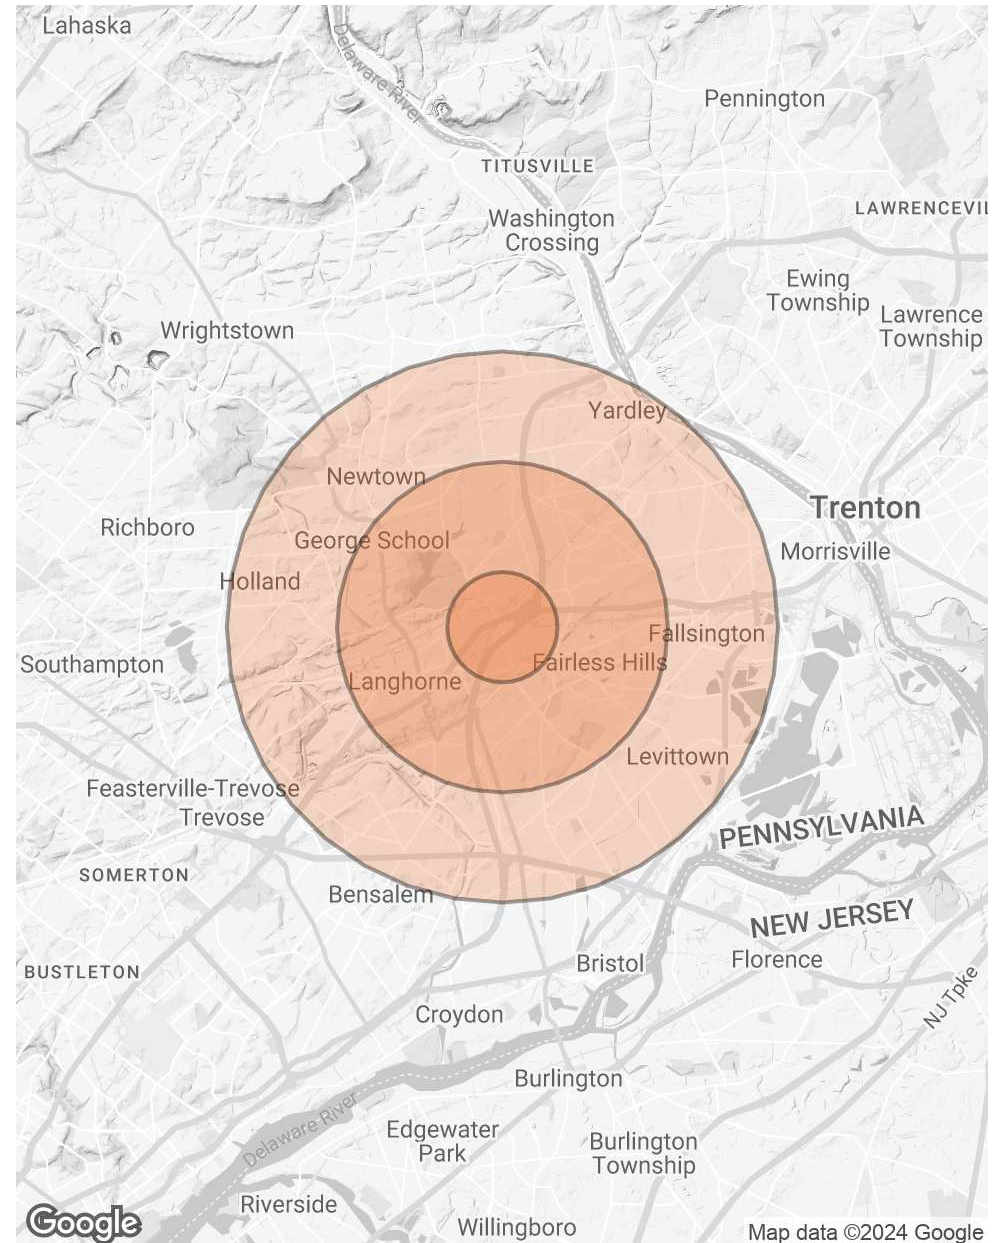 Lahaska
Delaware River
Pennington
TITUSVILLE
Washington
Crossing
LAWRENCEVIL
Ewing
Township
Lawrence
Township
Wrightstown
Yardley
Newtown
Trenton
Richboro
George School
Morrisville
Holland
Fallsington
Southampton
Fairless Hills
Langhorne
Levittown
Feasterville-Trevose
Trevose
PENNSYLVANIA
SOMERTON
Bensalem
NEW JERSEY
BUSTLETON
Bristol
Florence
NJ Tpke
Croydon
Burlington
Delaware River
Edgewater
Park
Burlington
Township
Riverside
Willingboro
Google
Map data ©2024 Google